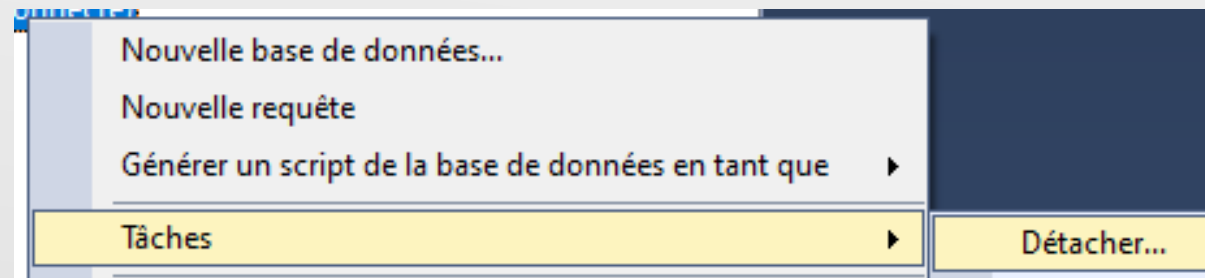 Nouvelle base de données...
Nouvelle requête
Générer un script de la base de données en tant que
Tâches
Détacher...